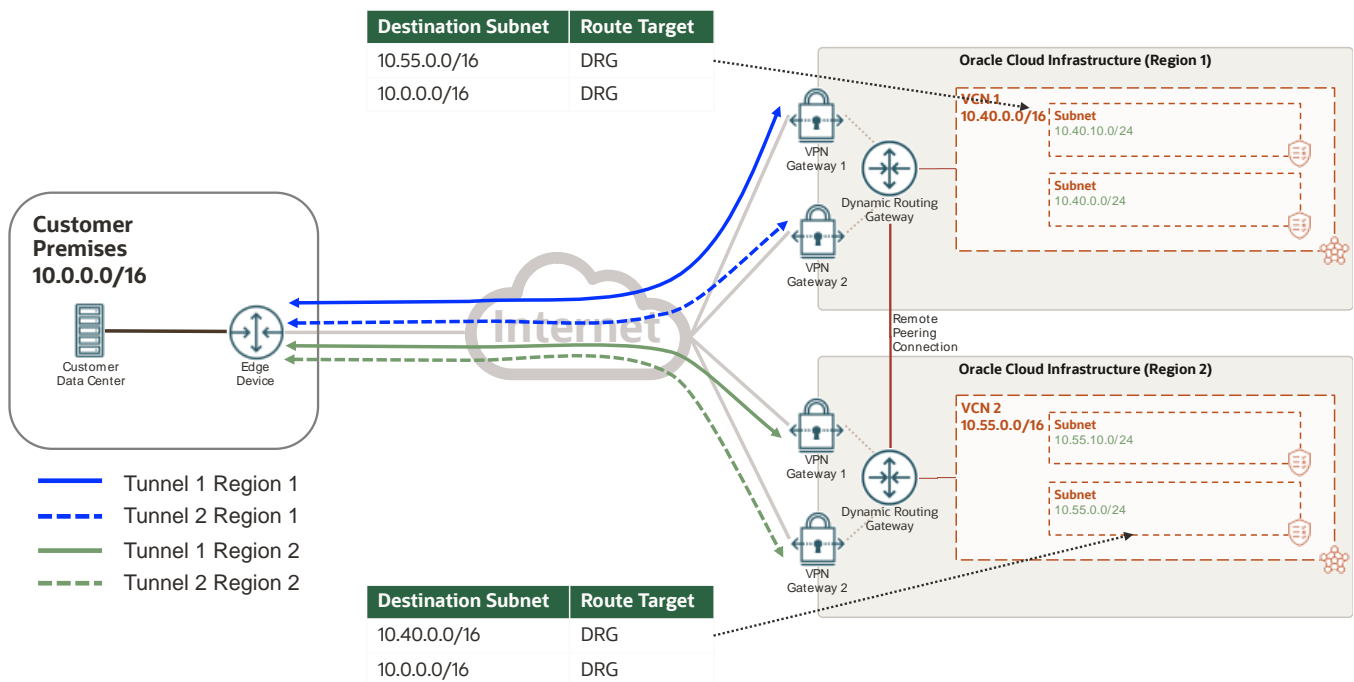 Destination Subnet Route Target
10.55.0.0/16 DRG
10.0.0.0/16 DRG
Oracle Cloud Infrastructure (Region 1)
VCN 1
10.40.0.0/16
Subnet
10.40.10.0/24
Subnet
10.40.0.0/24
VPN
Gateway 1
Dynamic Routing
Gateway
VPN
Gateway 2
Customer
Premises
10.0.0.0/16
Customer
Data Center
Edge
Device
Internet
Remote
Peering
Connection
Oracle Cloud Infrastructure (Region 2)
VCN 2
10.55.0.0/16
Subnet
10.55.10.0/24
Subnet
10.55.0.0/24
VPN
Gateway 1
Dynamic Routing
Gateway
VPN
Gateway 2
Tunnel 1 Region 1
Tunnel 2 Region 1
Tunnel 1 Region 2
Tunnel 2 Region 2
Destination Subnet Route Target
10.40.0.0/16 DRG
10.0.0.0/16 DRG